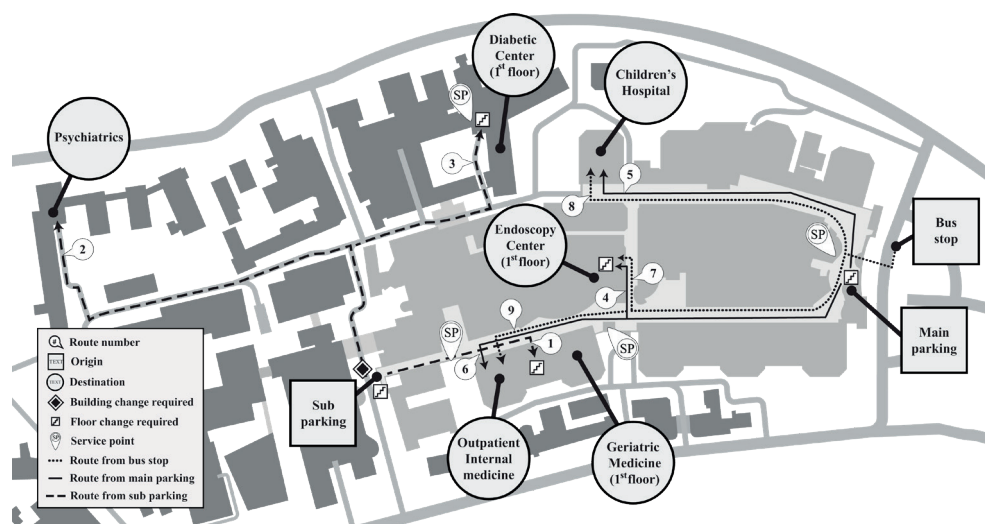 Diabetic
Center
(1st floor)
Children's
Hospital
Psychiatrics
SP
3
5
8
2
Endoscopy
Center
(1st floor)
SP
Bus
stop
7
4
9
SP
1
SP
6
Main
parking
Sub
parking
Outpatient
Internal
medicine
Geriatric
Medicine
(1st floor)
# Route number
TEXT Origin
TEXT Destination
Building change required
Floor change required
SP Service point
Route from bus stop
Route from main parking
Route from sub parking